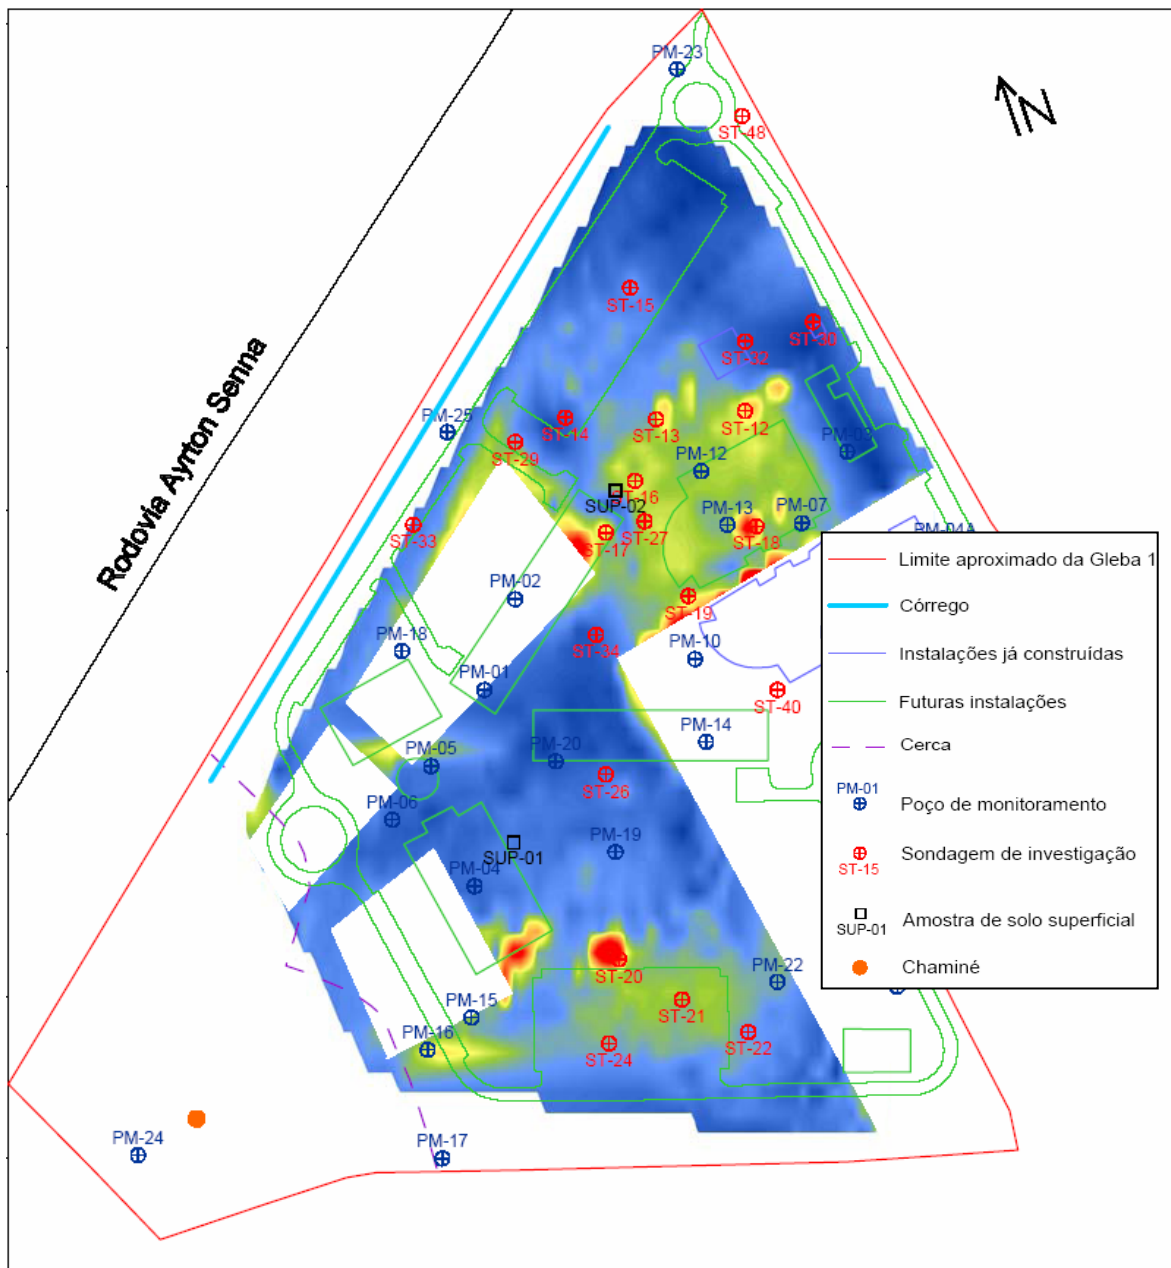 PM-23
ST-48
N
ST-15
ST-30
ST-32
Rodovia Ayrton Senna
PM-25
ST-14
ST-29
ST-13
ST-12
PM-03
PM-12
ST-16
SUP-02
ST-27
ST-17
PM-13
ST-18
PM-07
PM-04A
ST-33
PM-02
ST-19
ST-34
PM-10
PM-18
PM-01
ST-40
PM-14
PM-20
PM-05
ST-26
PM-06
PM-19
SUP-01
PM-04
ST-20
PM-22
ST-21
PM-15
PM-16
ST-24
ST-22
PM-24
PM-17
Limite aproximado da Gleba 1
Córrego
Instalações já construídas
Futuras instalações
Cerca
PM-01
Poço de monitoramento
Sondagem de investigação
ST-15
Amostra de solo superficial
SUP-01
Chaminé